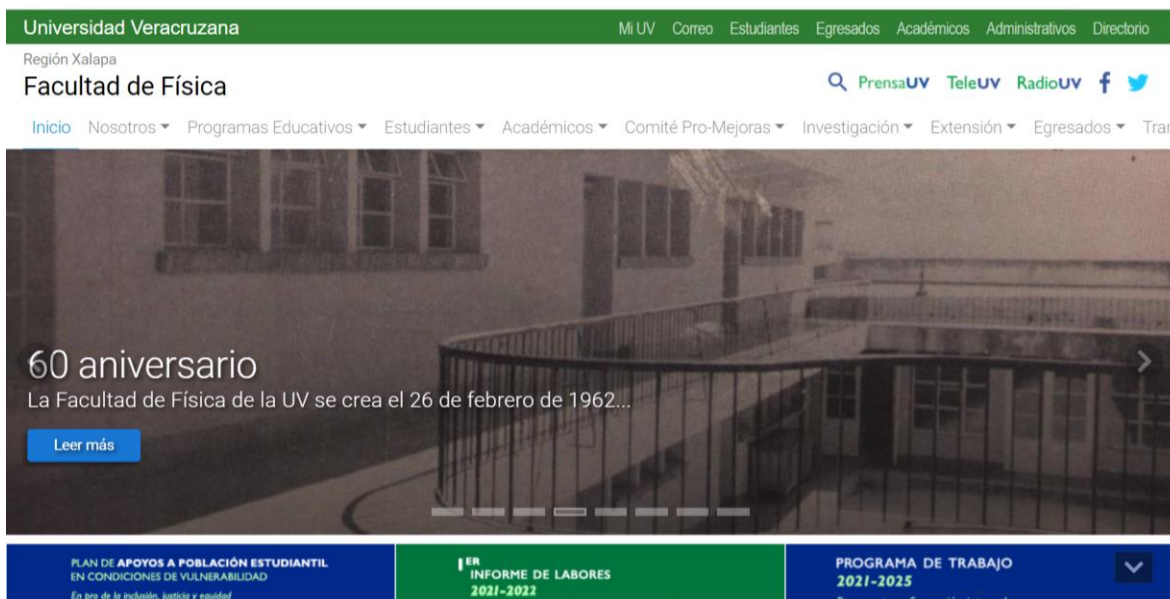 Universidad Veracruzana
Mi UV Correo Estudiantes Egresados Académicos Administrativos Directorio
Región Xalapa
Facultad de Física
PrensaUV TeleUV RadioUV
Inicio Nosotros Programas Educativos Estudiantes Académicos Comité Pro-Mejoras Investigación Extensión Egresados
60 aniversario
La Facultad de Física de la UV se crea el 26 de febrero de 1962...
Leer más
PLAN DE APOYOS A POBLACIÓN ESTUDIANTIL
EN CONDICIONES DE VULNERABILIDAD
En pro de la inclusión, justicia y equidad
1ER
INFORME DE LABORES
2021-2022
PROGRAMA DE TRABAJO
2021-2025